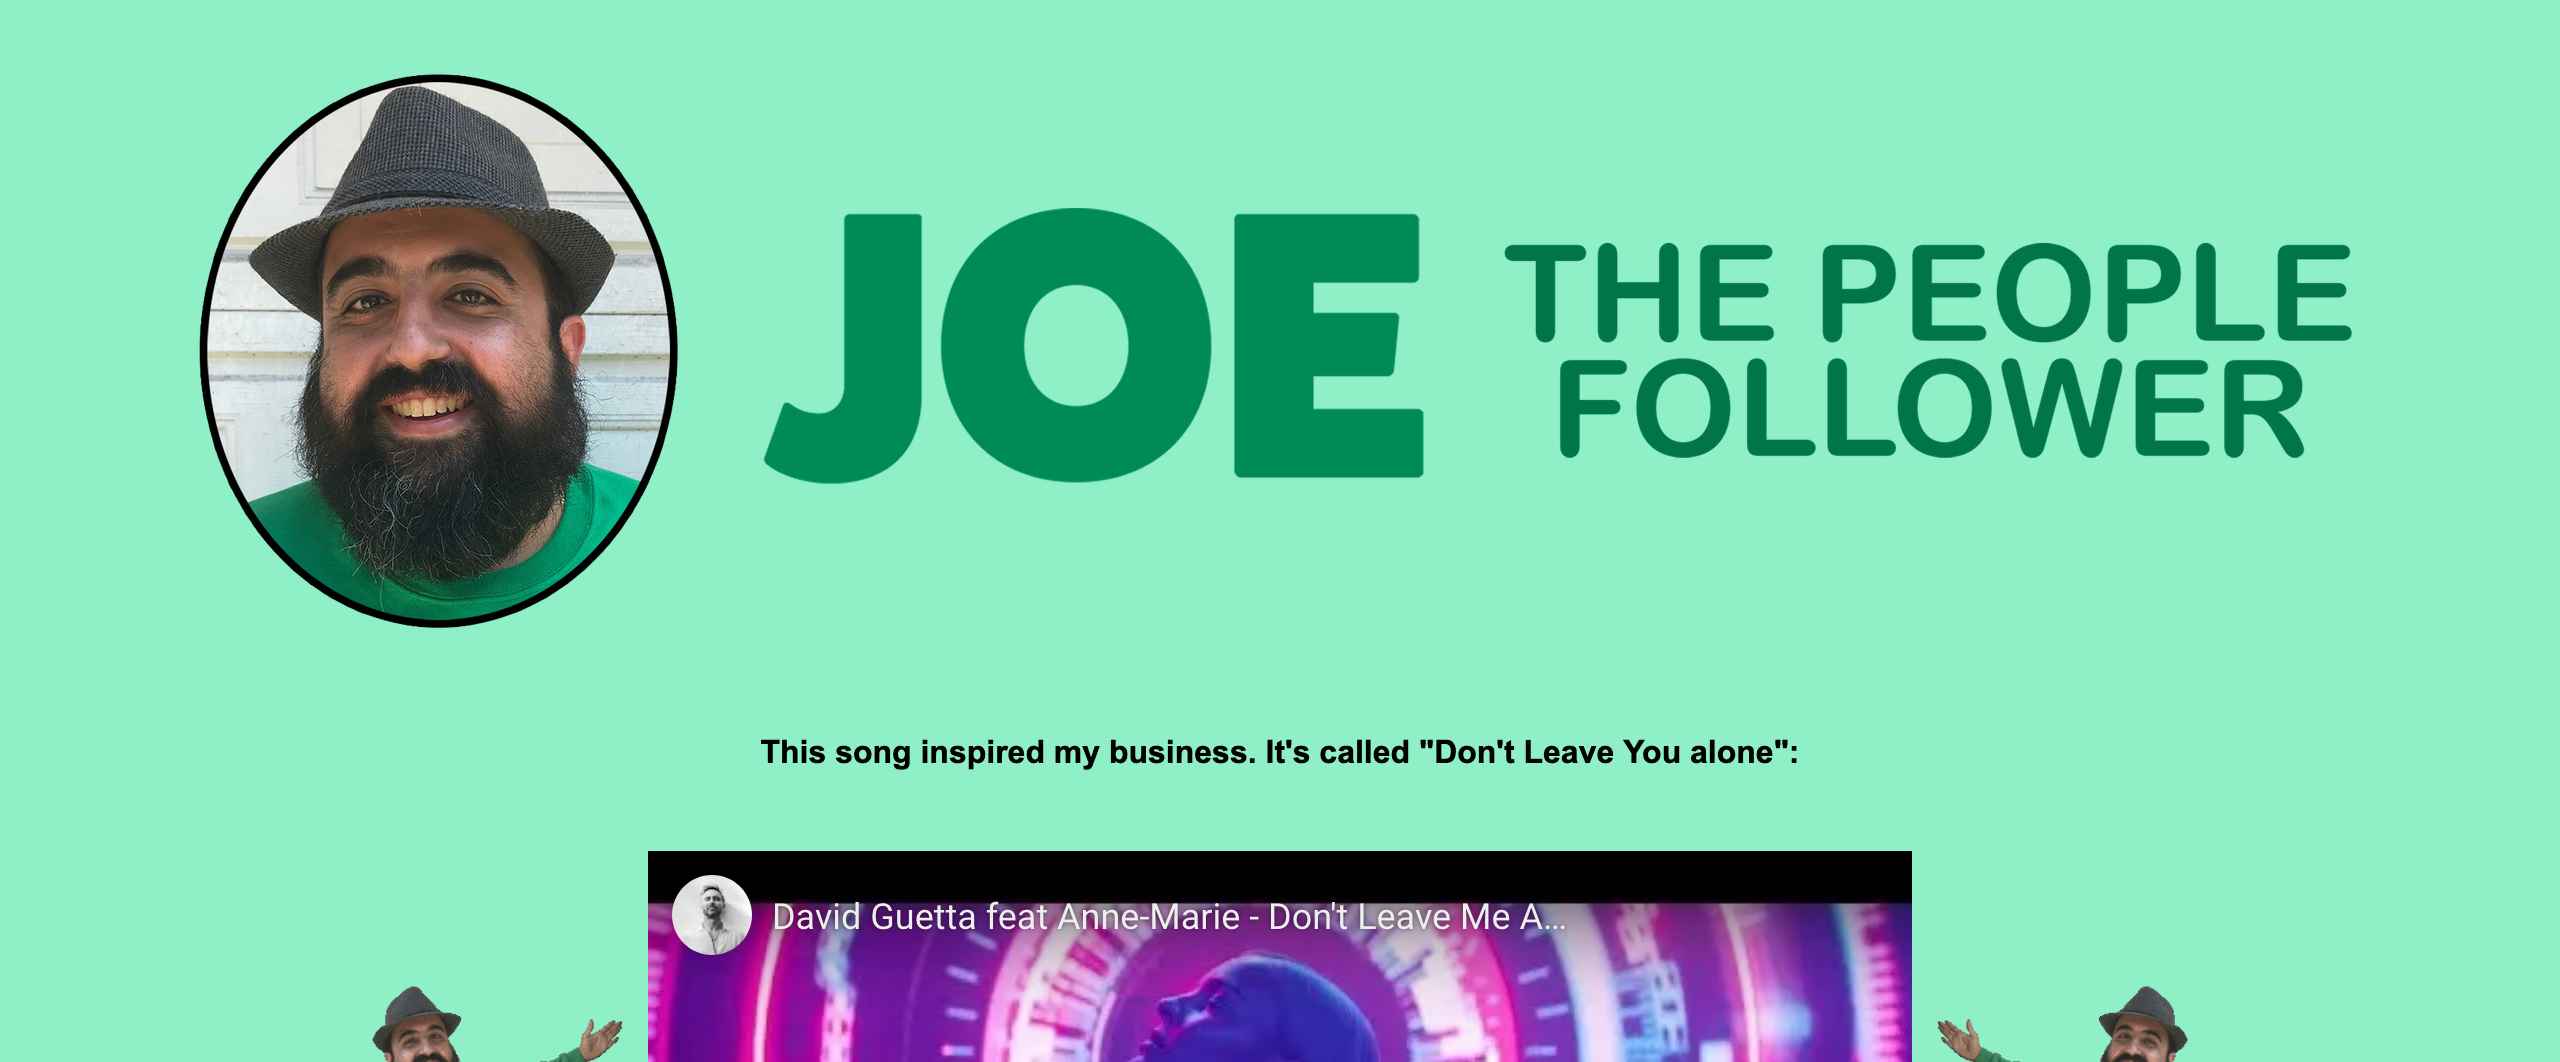 JOE
THE PEOPLE
FOLLOWER
This song inspired my business. It's called "Don't Leave You alone":
David Guetta feat Anne-Marie - Don't Leave Me A...